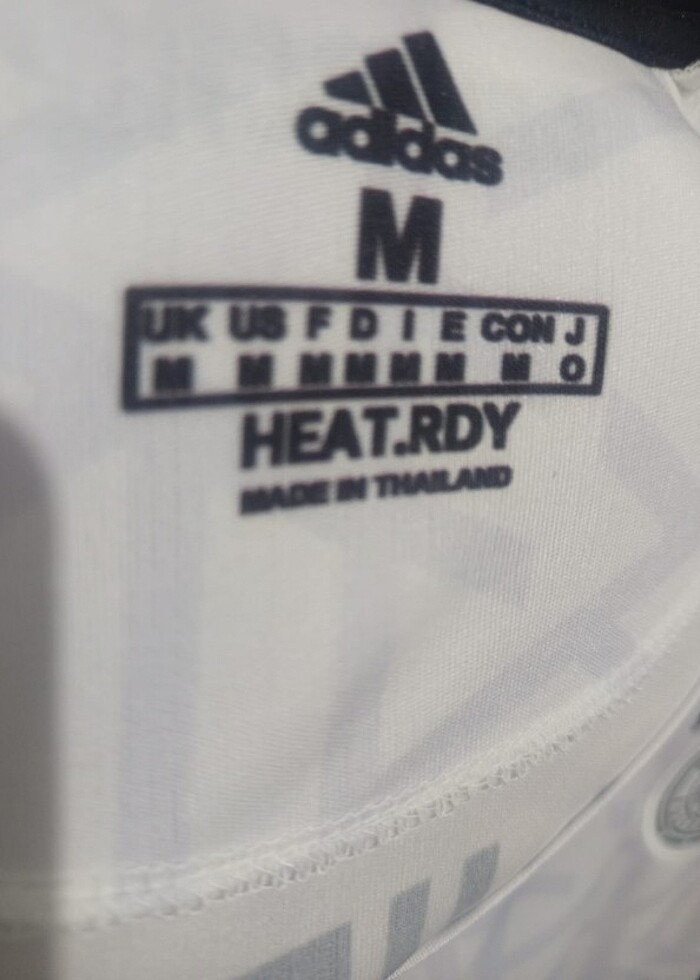 adidas
M
UK US F D I E CON J
M M M M M M M O
HEAT.RDY
MADE IN THAILAND